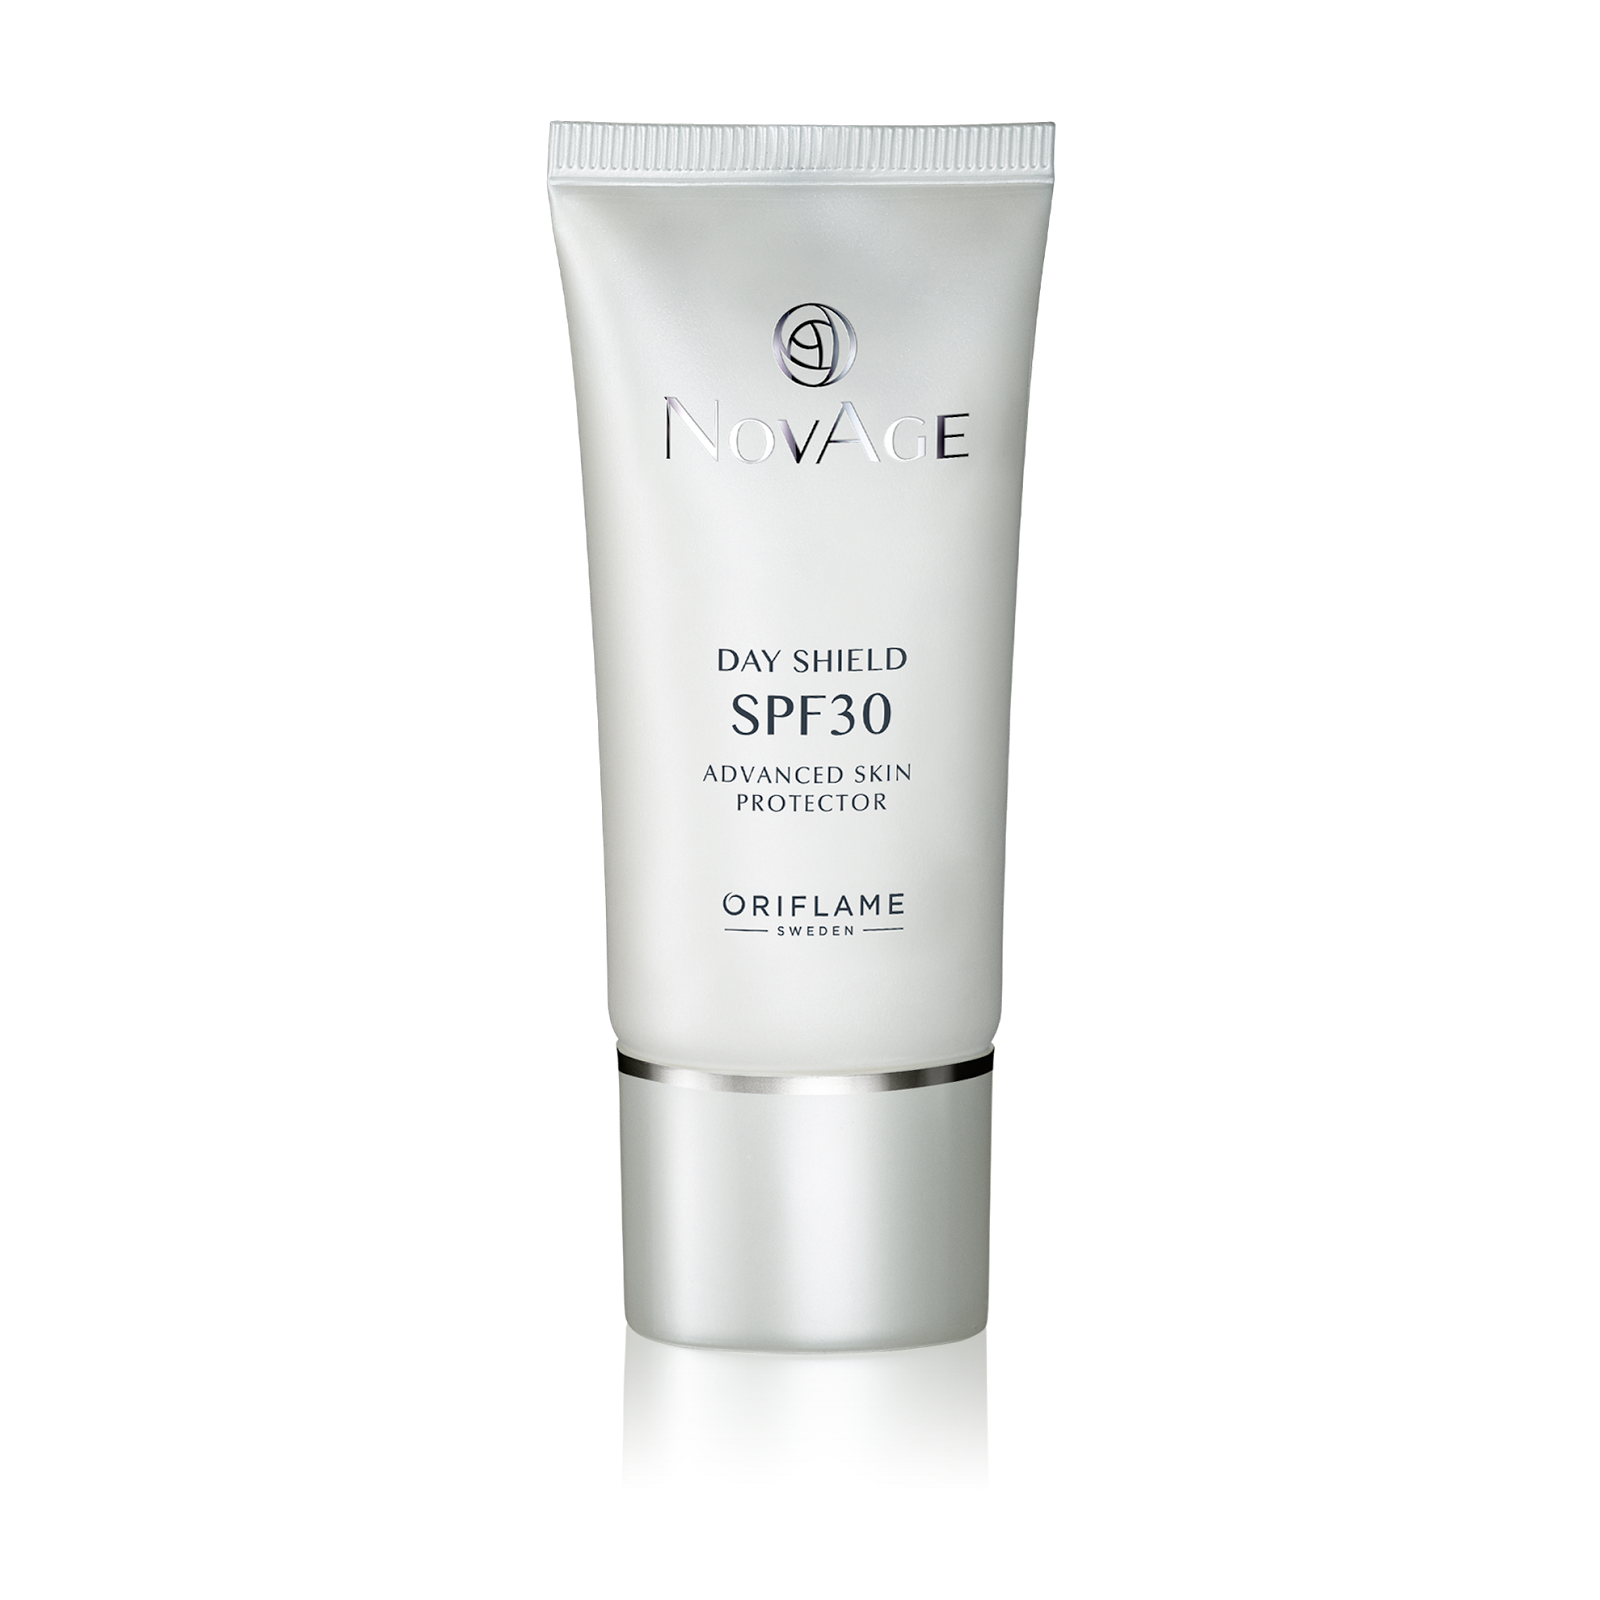 NovAge
DAY SHIELD
SPF30
ADVANCED SKIN
PROTECTOR
ORIFLAME
SWEDEN